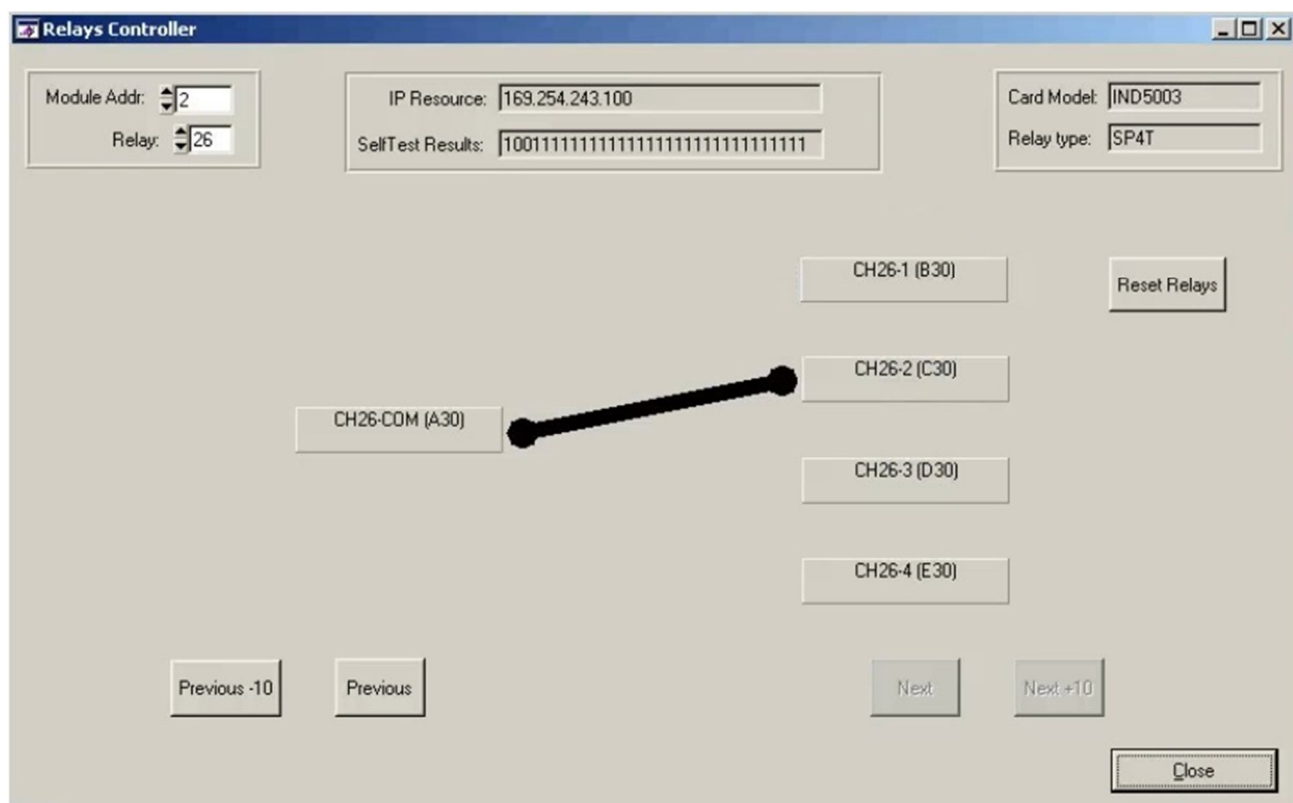 Relays Controller
Module Addr: 2
Relay: 26
IP Resource: 169.254.243.100
SelfTest Results: 10011111111111111111111111111111
Card Model: IND5003
Relay type: SP4T
CH26-1 (B30)
Reset Relays
CH26-2 (C30)
CH26-COM (A30)
CH26-3 (D30)
CH26-4 (E30)
Previous -10
Previous
Next
Next +10
Close